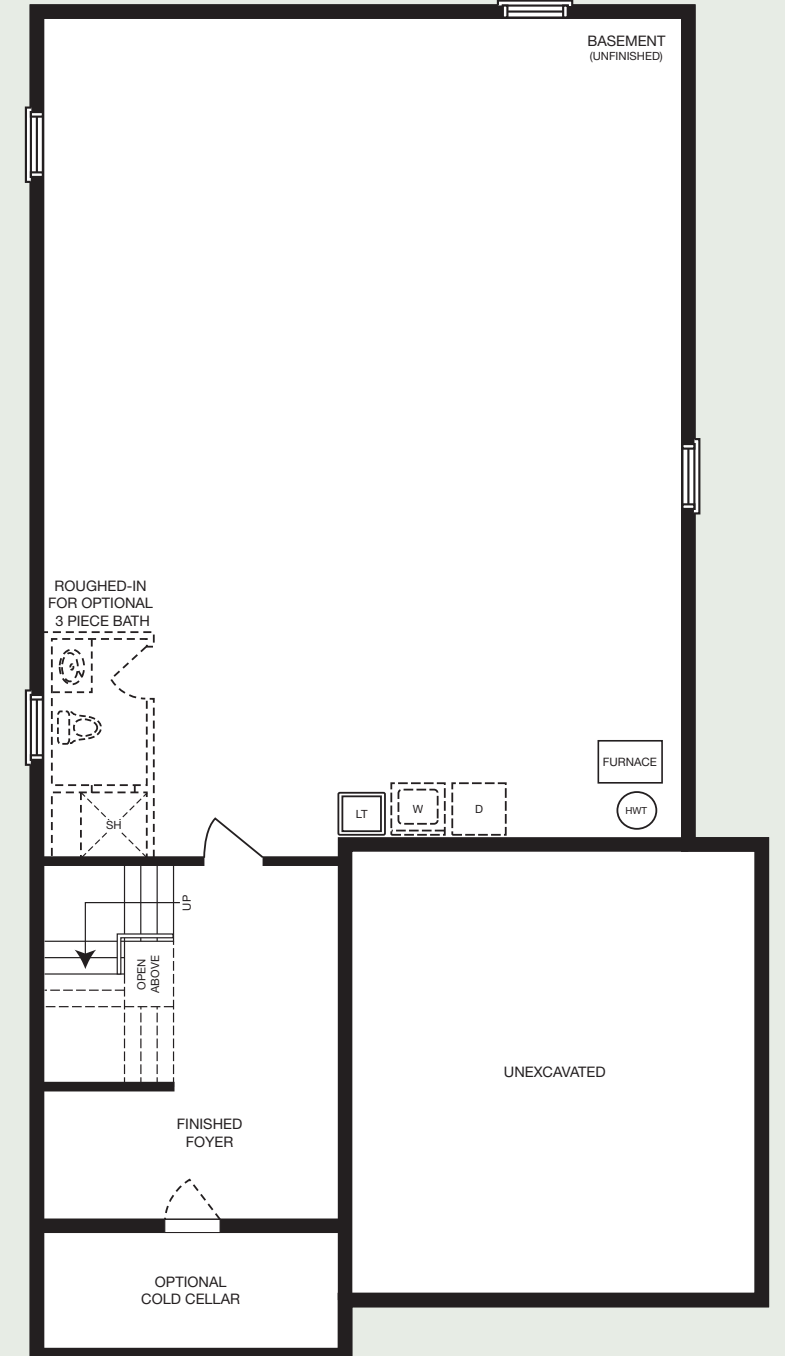 BASEMENT
(UNFINISHED)
ROUGHED-IN
FOR OPTIONAL
3 PIECE BATH
FURNACE
LT
W
D
HWT
SH
UP
OPEN
ABOVE
UNEXCAVATED
FINISHED
FOYER
OPTIONAL
COLD CELLAR